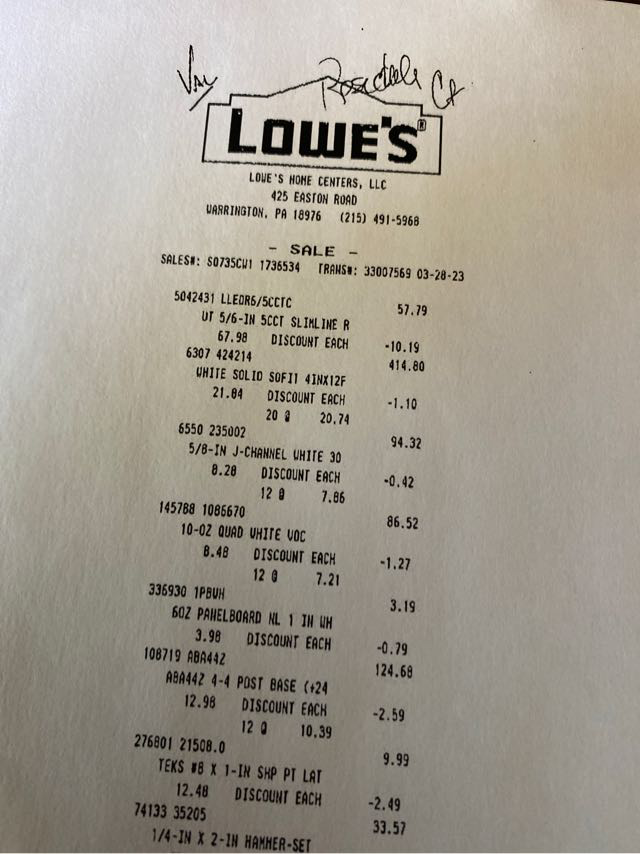 Rosedale Ct
LOWE'S®
LOWE'S HOME CENTERS, LLC
425 EASTON ROAD
WARRINGTON, PA 18976 (215) 491-5968
- SALE -
SALES#: S0735CW1 1736534 TRANS#: 33007569 03-28-23
5042431 LLEDR6/5CCTC 57.79
UT 5/6-IN 5CCT SLIMLINE R
67.98 DISCOUNT EACH -10.19
6307 424214 414.80
WHITE SOLID SOFIT 4INX12F
21.84 DISCOUNT EACH -1.10
20 @ 20.74
6550 235002 94.32
5/8-IN J-CHANNEL WHITE 30
8.28 DISCOUNT EACH -0.42
12 @ 7.86
145788 1086670 86.52
10-OZ QUAD WHITE VOC
8.48 DISCOUNT EACH -1.27
12 @ 7.21
336930 1PBWH 3.19
6OZ PANELBOARD NL 1 IN WH
3.98 DISCOUNT EACH -0.79
108719 ABA44Z 124.68
ABA44Z 4-4 POST BASE (+24
12.98 DISCOUNT EACH -2.59
12 @ 10.39
276801 21508.0 9.99
TEKS #8 X 1-IN SHP PT LAT
12.48 DISCOUNT EACH -2.49
74133 35205 33.57
1/4-IN X 2-IN HAMMER-SET